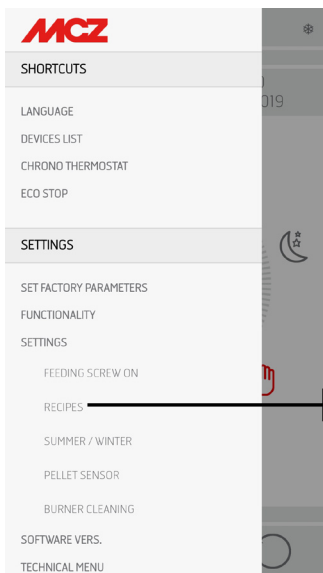 MCZ
SHORTCUTS
019
LANGUAGE
DEVICES LIST
CHRONO THERMOSTAT
ECO STOP
SETTINGS
SET FACTORY PARAMETERS
FUNCTIONALITY
SETTINGS
FEEDING SCREW ON
RECIPES
SUMMER / WINTER
PELLET SENSOR
BURNER CLEANING
SOFTWARE VERS.
TECHNICAL MENU